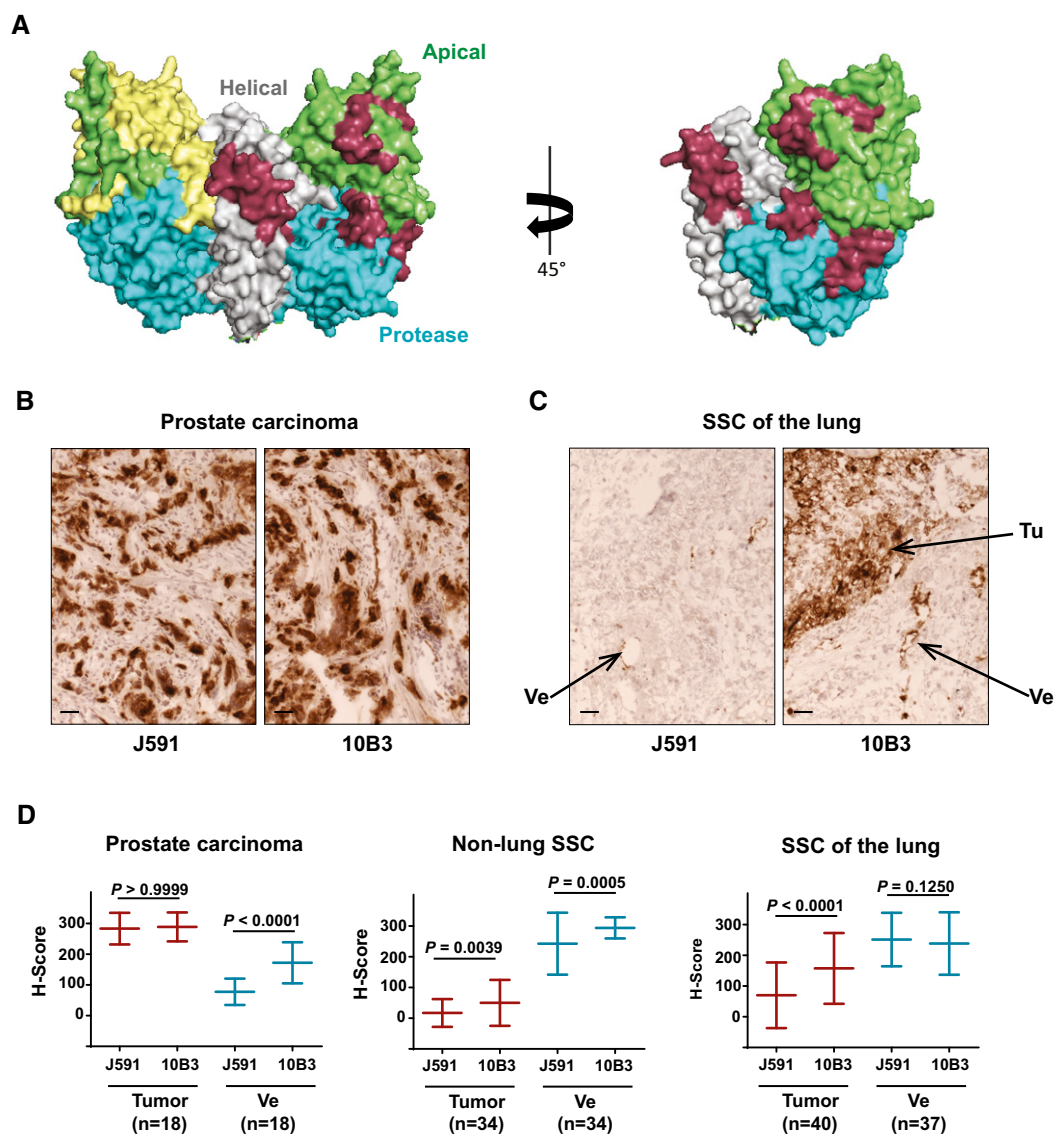 A
Apical
Helical
Protease
45°
B
Prostate carcinoma
J591
10B3
C
SSC of the lung
Tu
Ve
Ve
J591
10B3
D
Prostate carcinoma
H-Score
300
200
100
0
P > 0.9999
P < 0.0001
J591
10B3
J591
10B3
Tumor
(n=18)
Ve
(n=18)
Non-lung SSC
H-Score
300
200
100
0
P = 0.0039
P = 0.0005
J591
10B3
J591
10B3
Tumor
(n=34)
Ve
(n=34)
SSC of the lung
H-Score
300
200
100
0
P < 0.0001
P = 0.1250
J591
10B3
J591
10B3
Tumor
(n=40)
Ve
(n=37)